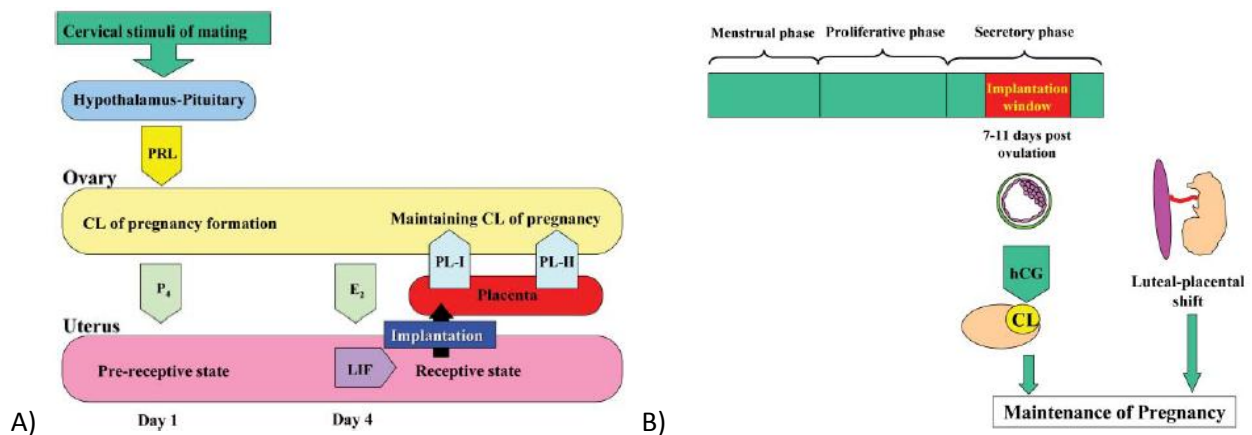 Cervical stimuli of mating
Hypothalamus-Pituitary
PRL
Ovary
CL of pregnancy formation
Maintaining CL of pregnancy
PL-I
PL-II
P4
E2
Placenta
Uterus
Implantation
Pre-receptive state
LIF
Receptive state
A)
Day 1
Day 4
Menstrual phase
Proliferative phase
Secretory phase
Implantation
window
7-11 days post
ovulation
hCG
CL
Luteal-placental
shift
B)
Maintenance of Pregnancy